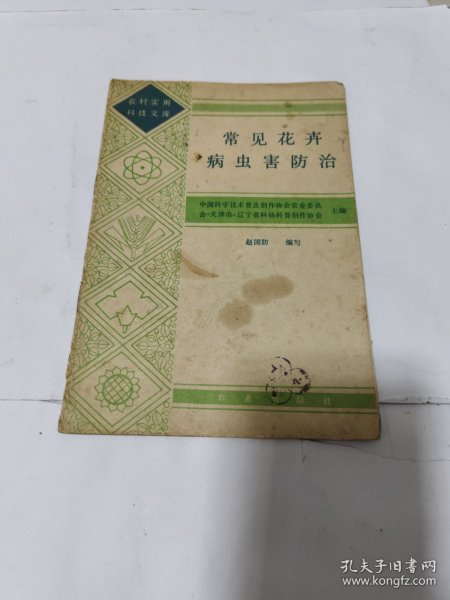 农村实用
科技文库
常见花卉
病虫害防治
中国科学技术普及创作协会农业委员
会·天津市·辽宁省科协科普创作协会
主编
赵国防 编写
农业出版社
孔夫子旧书网
www.kongfz.com